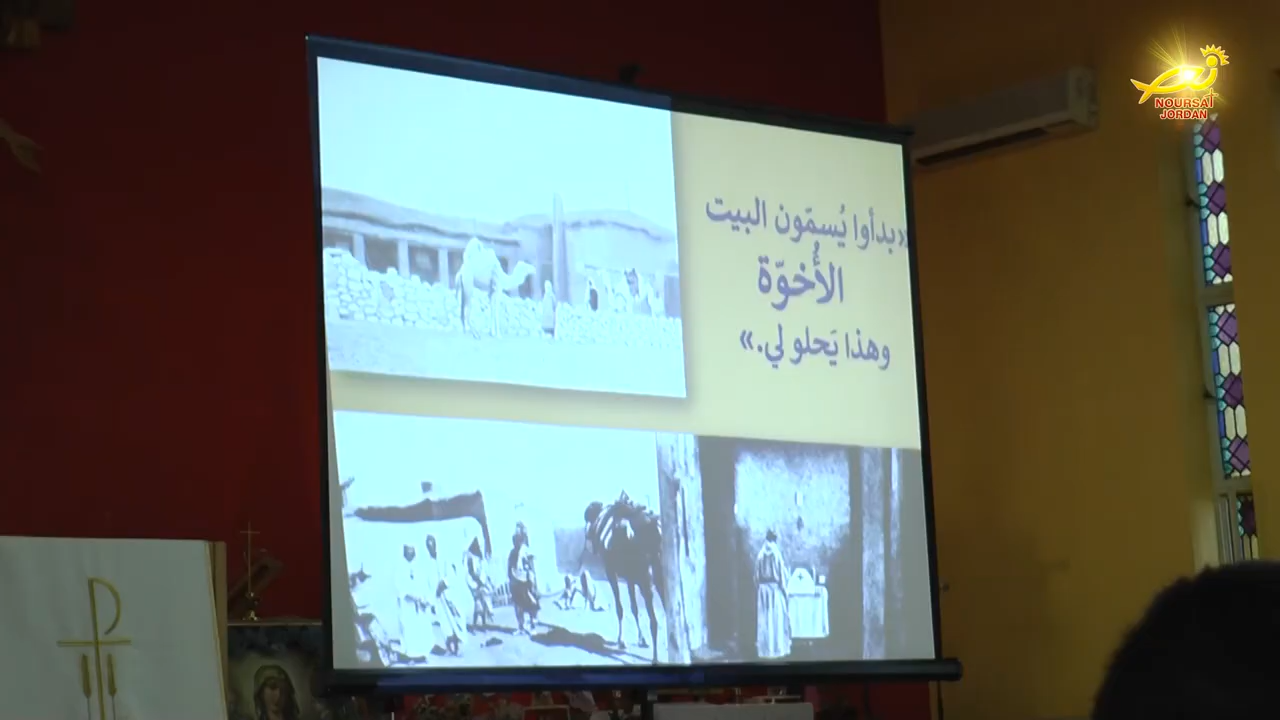 «بدأوا يُسمّون البيت
الأُخوّة
وهذا يَحلو لي.»
NOURSAT
JORDAN